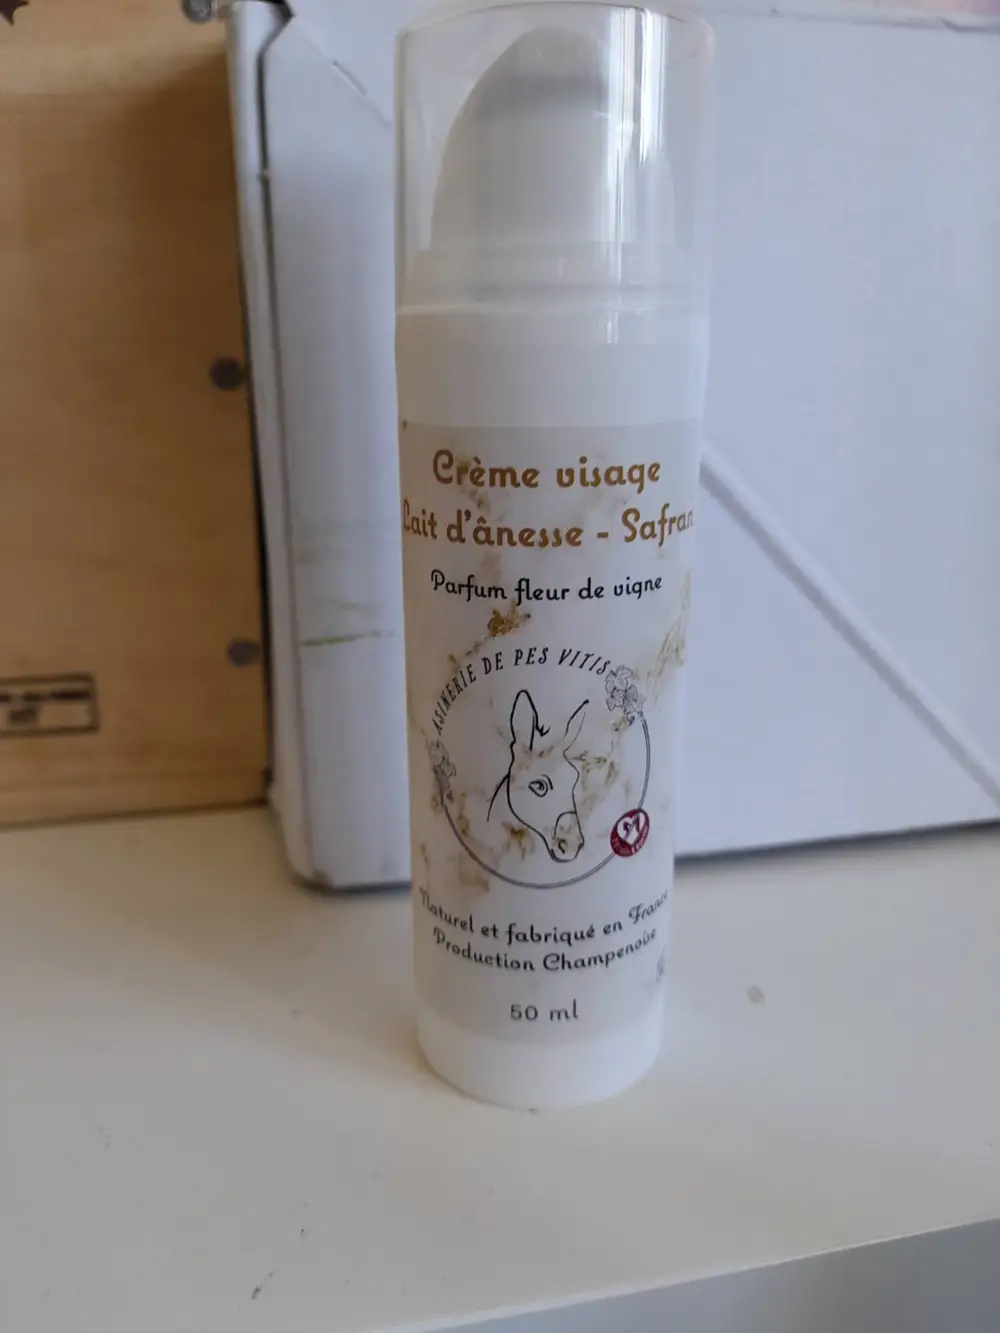 Crème visage
Lait d'ânesse - Safran
Parfum fleur de vigne
ASINERIE DE PES VITIS
Naturel et fabriqué en France
Production Champenoise
50 ml